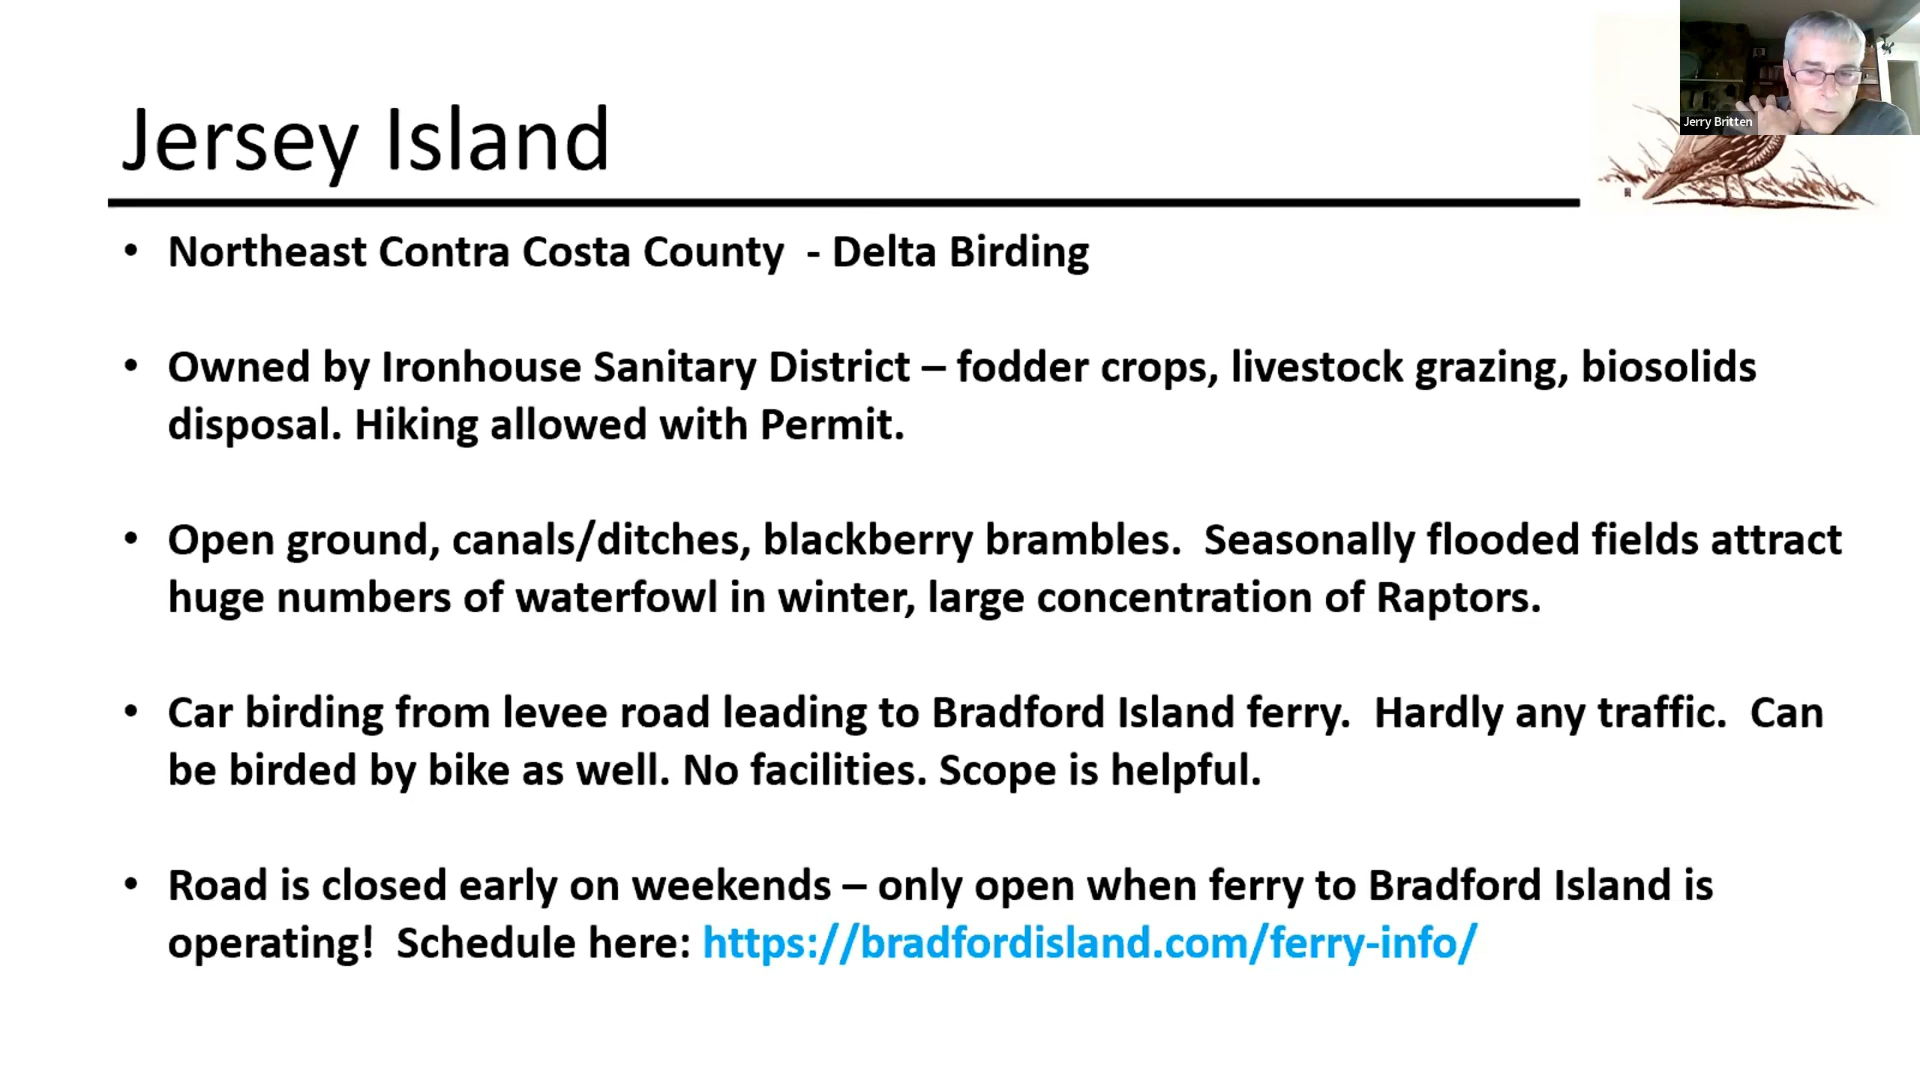 Jerry Britten
Jersey Island
• Northeast Contra Costa County  - Delta Birding
• Owned by Ironhouse Sanitary District – fodder crops, livestock grazing, biosolids
disposal. Hiking allowed with Permit.
• Open ground, canals/ditches, blackberry brambles.  Seasonally flooded fields attract
huge numbers of waterfowl in winter, large concentration of Raptors.
• Car birding from levee road leading to Bradford Island ferry.  Hardly any traffic.  Can
be birded by bike as well. No facilities. Scope is helpful.
• Road is closed early on weekends – only open when ferry to Bradford Island is
operating!  Schedule here: https://bradfordisland.com/ferry-info/